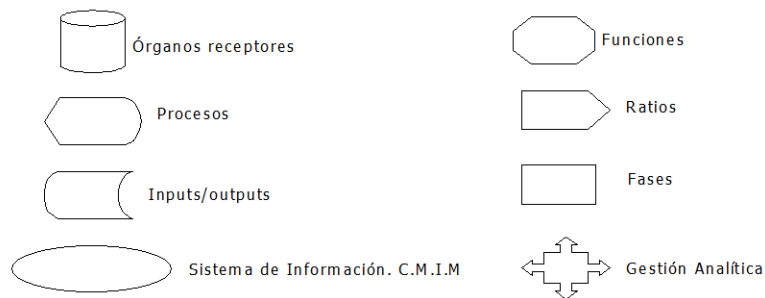 Órganos receptores
Funciones
Procesos
Ratios
Inputs/outputs
Fases
Sistema de Información. C.M.I.M
Gestión Analítica